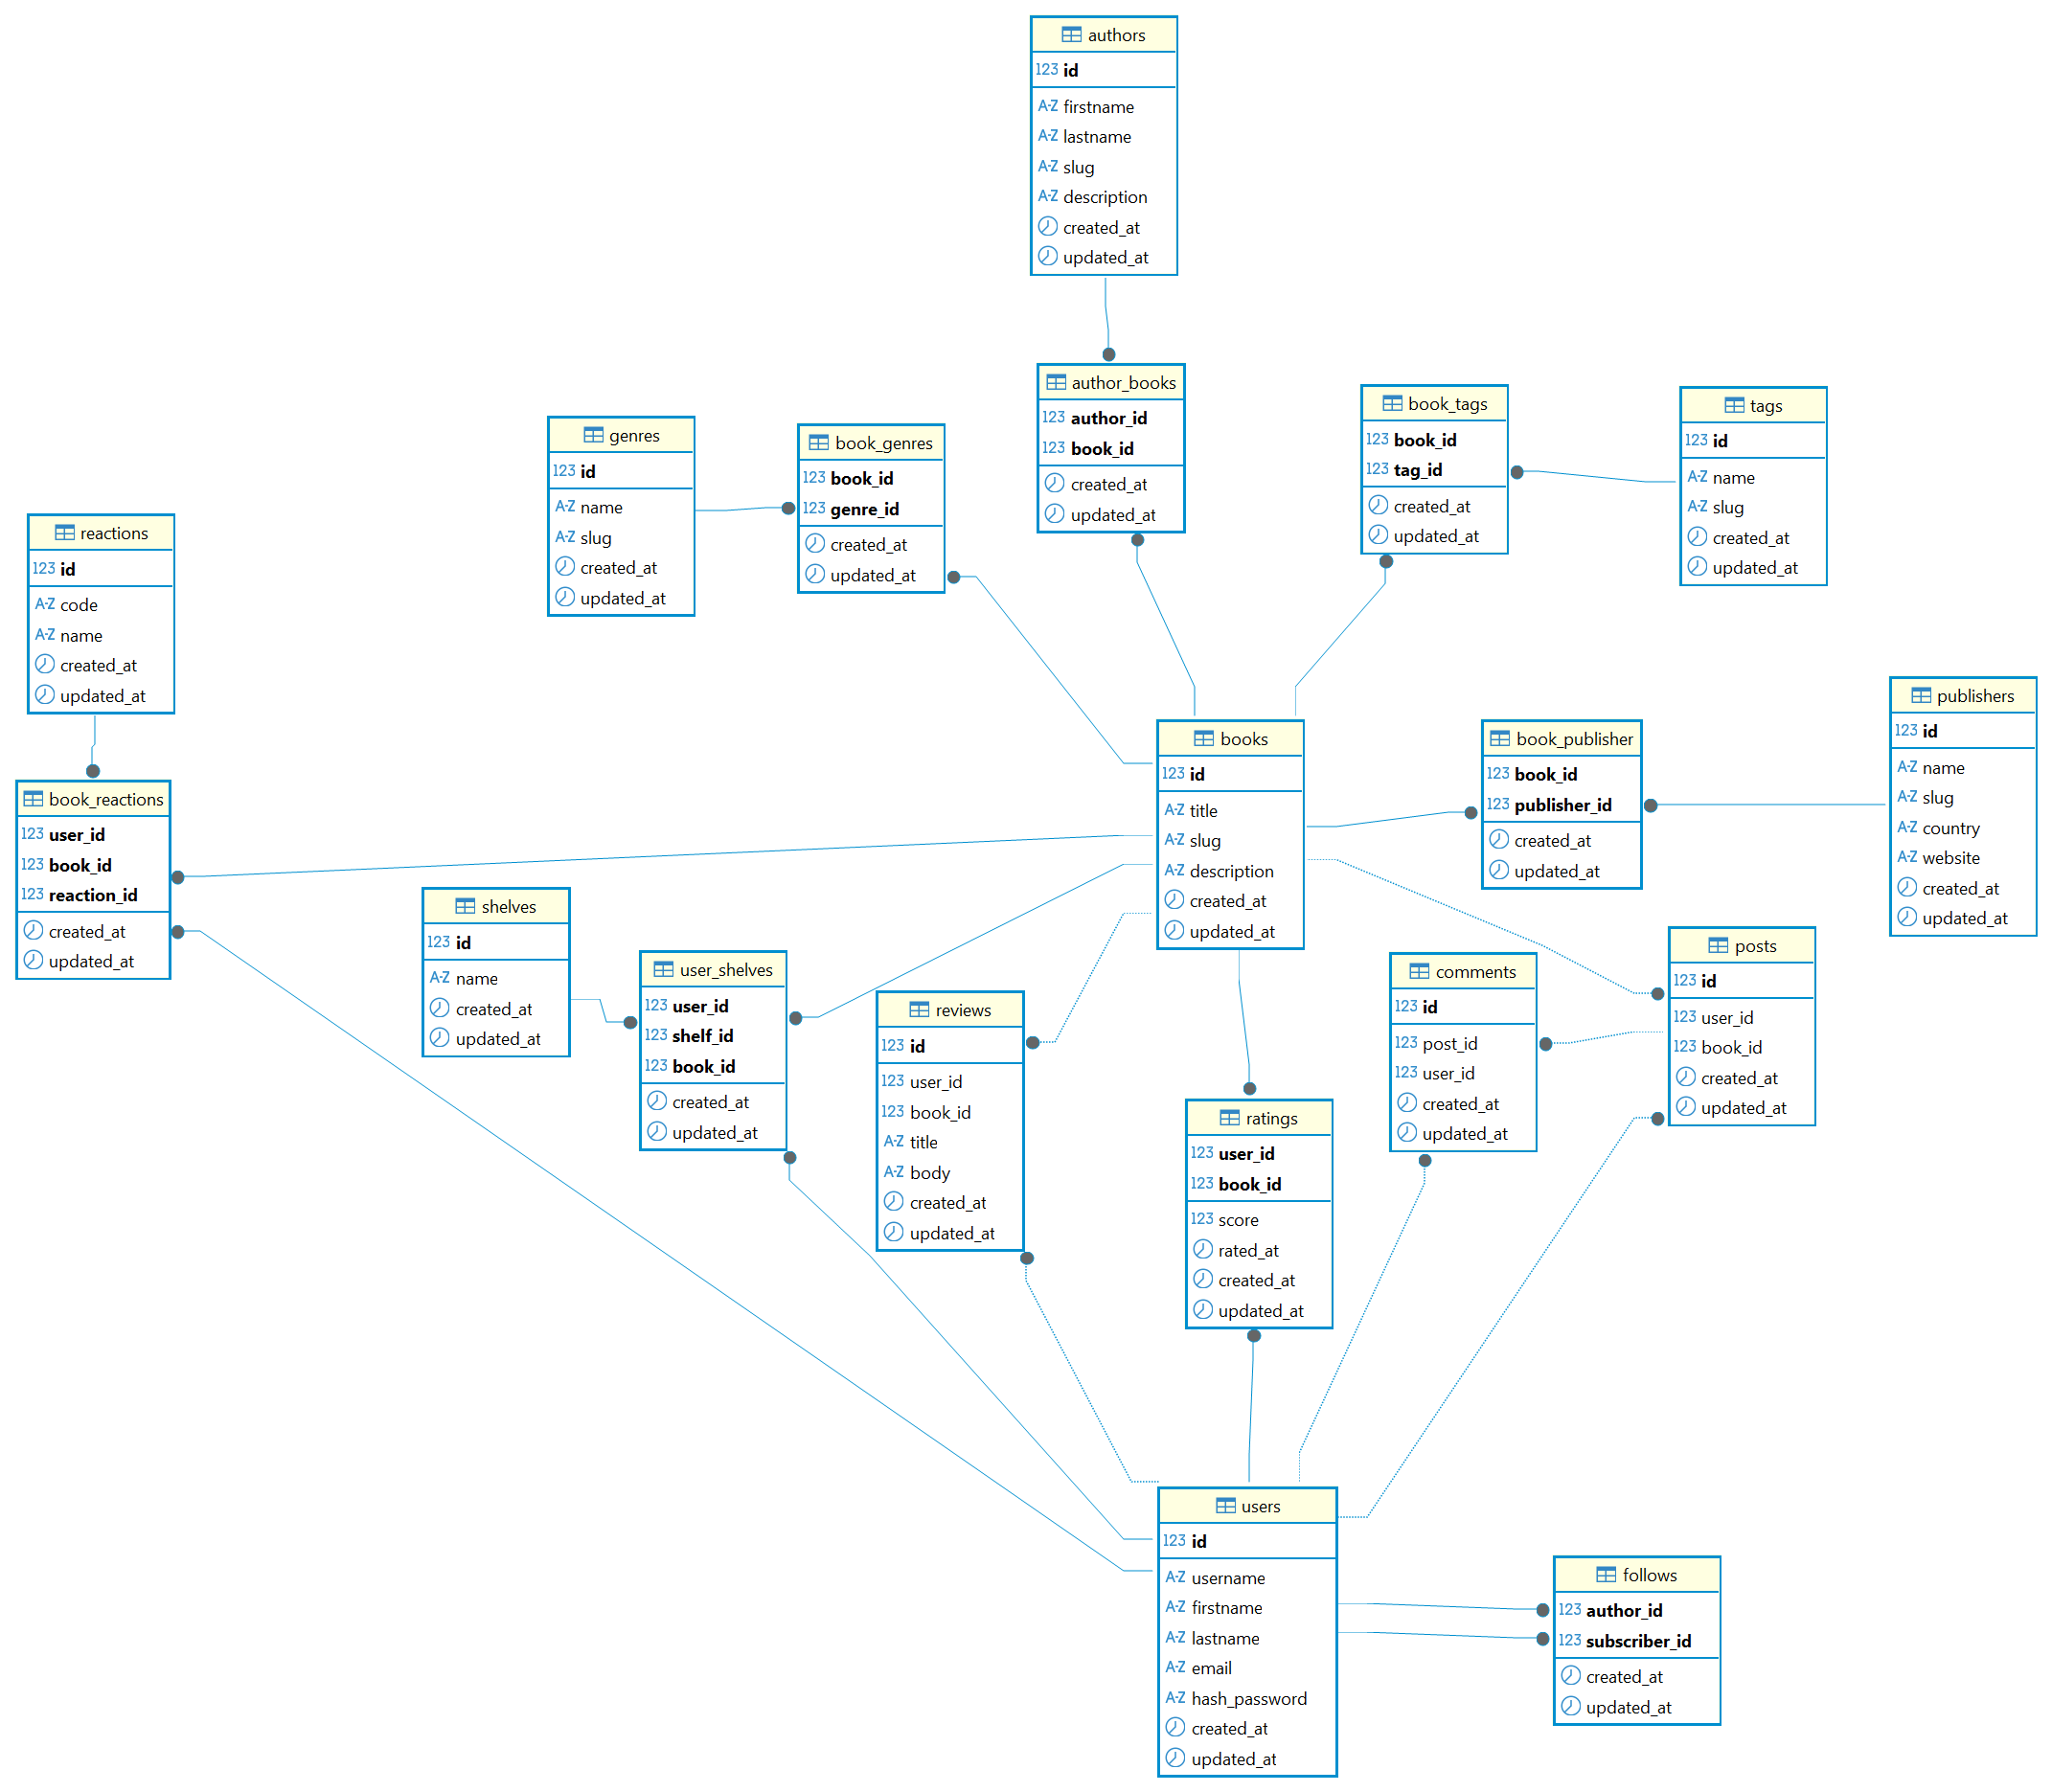 authors
123 id
A-Z firstname
A-Z lastname
A-Z slug
A-Z description
created_at
updated_at
author_books
123 author_id
123 book_id
created_at
updated_at
book_tags
123 book_id
123 tag_id
created_at
updated_at
tags
123 id
A-Z name
A-Z slug
created_at
updated_at
genres
123 id
A-Z name
A-Z slug
created_at
updated_at
book_genres
123 book_id
123 genre_id
created_at
updated_at
reactions
123 id
A-Z code
A-Z name
created_at
updated_at
publishers
123 id
A-Z name
A-Z slug
A-Z country
A-Z website
created_at
updated_at
books
123 id
A-Z title
A-Z slug
A-Z description
created_at
updated_at
book_publisher
123 book_id
123 publisher_id
created_at
updated_at
book_reactions
123 user_id
123 book_id
123 reaction_id
created_at
updated_at
shelves
123 id
A-Z name
created_at
updated_at
user_shelves
123 user_id
123 shelf_id
123 book_id
created_at
updated_at
reviews
123 id
123 user_id
123 book_id
A-Z title
A-Z body
created_at
updated_at
comments
123 id
123 post_id
123 user_id
created_at
updated_at
posts
123 id
123 user_id
123 book_id
created_at
updated_at
ratings
123 user_id
123 book_id
123 score
rated_at
created_at
updated_at
users
123 id
A-Z username
A-Z firstname
A-Z lastname
A-Z email
A-Z hash_password
created_at
updated_at
follows
123 author_id
123 subscriber_id
created_at
updated_at